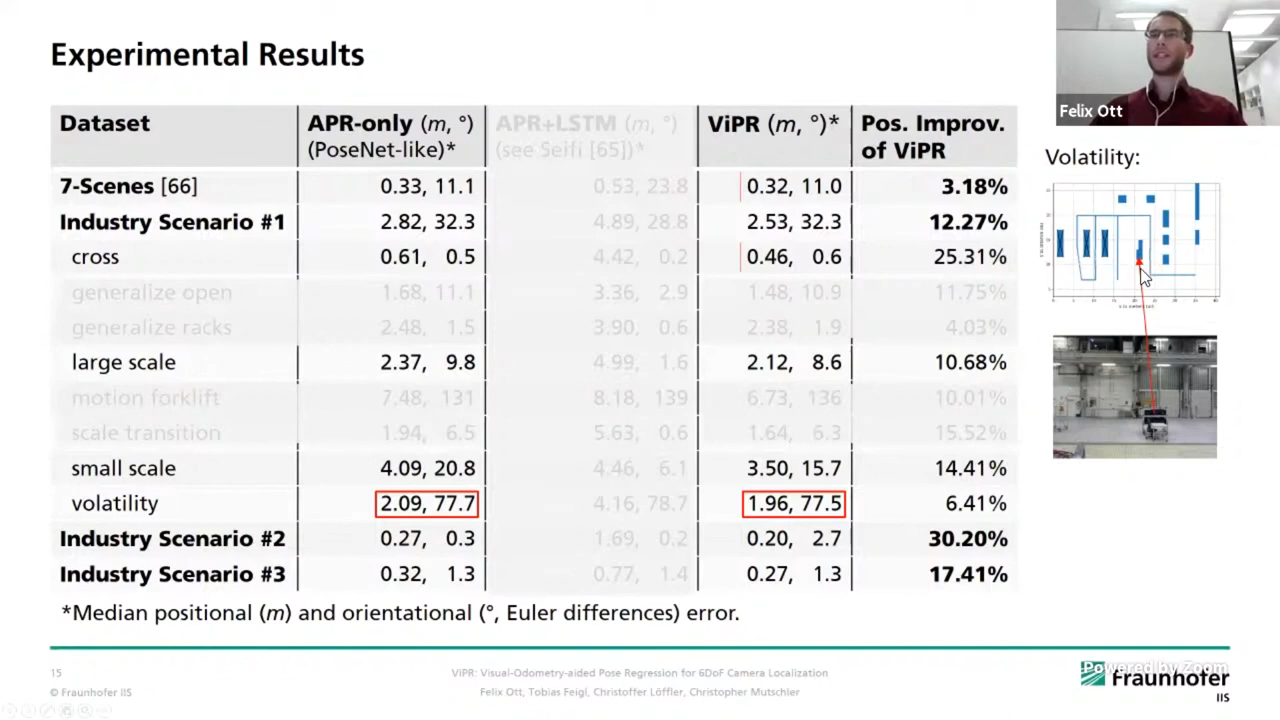 Experimental Results
Felix Ott
Dataset APR-only (m, °) APR+LSTM (m, °) ViPR (m, °)* Pos. Improv.
(PoseNet-like)* (see Seifi [65])* of ViPR
7-Scenes [66] 0.33, 11.1 0.53, 23.8 0.32, 11.0 3.18%
Industry Scenario #1 2.82, 32.3 4.89, 28.8 2.53, 32.3 12.27%
cross 0.61, 0.5 4.42, 0.2 0.46, 0.6 25.31%
generalize open 1.68, 11.1 3.36, 2.9 1.48, 10.9 11.75%
generalize racks 2.48, 1.5 3.90, 0.6 2.38, 1.9 4.03%
large scale 2.37, 9.8 4.99, 1.6 2.12, 8.6 10.68%
motion forklift 7.48, 131 8.18, 139 6.73, 136 10.01%
scale transition 1.94, 6.5 5.63, 0.6 1.64, 6.3 15.52%
small scale 4.09, 20.8 4.46, 6.1 3.50, 15.7 14.41%
volatility 2.09, 77.7 4.16, 78.7 1.96, 77.5 6.41%
Industry Scenario #2 0.27, 0.3 1.69, 0.2 0.20, 2.7 30.20%
Industry Scenario #3 0.32, 1.3 0.77, 1.4 0.27, 1.3 17.41%
*Median positional (m) and orientational (°, Euler differences) error.
Volatility:
15 ViPR: Visual-Odometry-aided Pose Regression for 6DoF Camera Localization
© Fraunhofer IIS Felix Ott, Tobias Feigl, Christoffer Löffler, Christopher Mutschler
Powered by Zoom
Fraunhofer
IIS